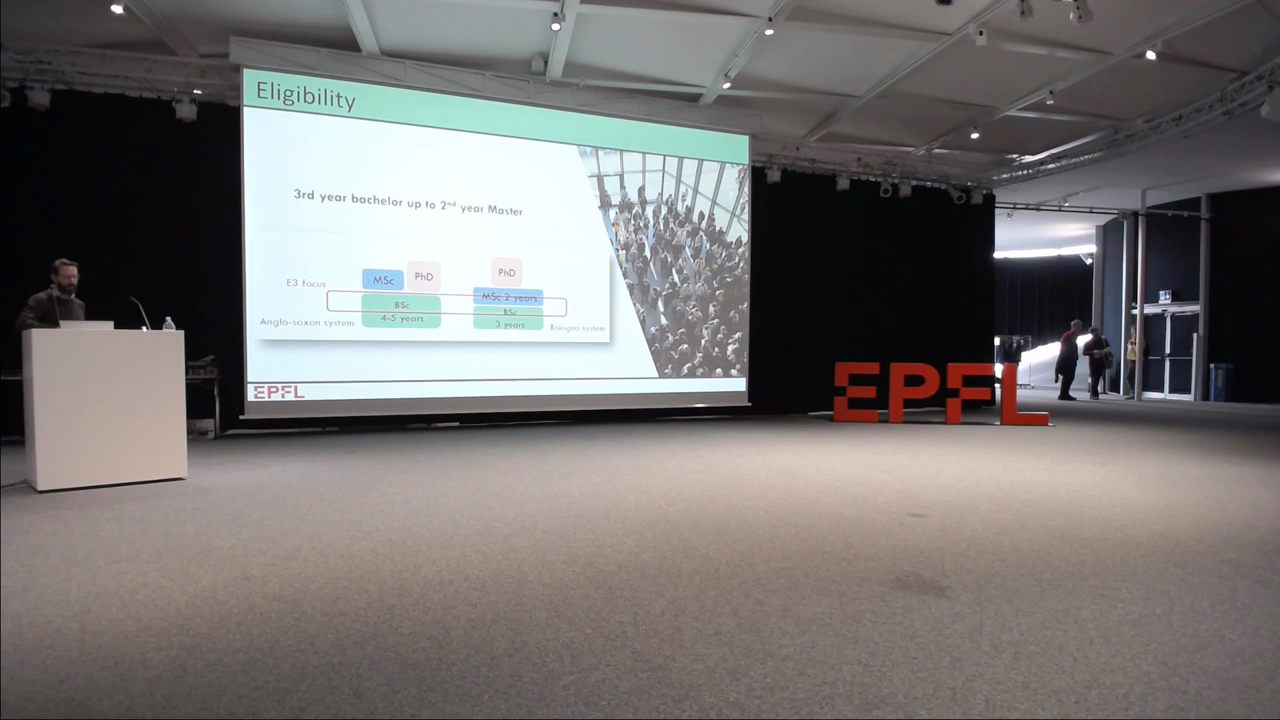 Eligibility
3rd year bachelor up to 2nd year Master
MSc
PhD
PhD
E3 focus
BSc
MSc 2 years
BSc
4-5 years
3 years
Anglo-saxon system
Bologna system
EPFL
EPFL